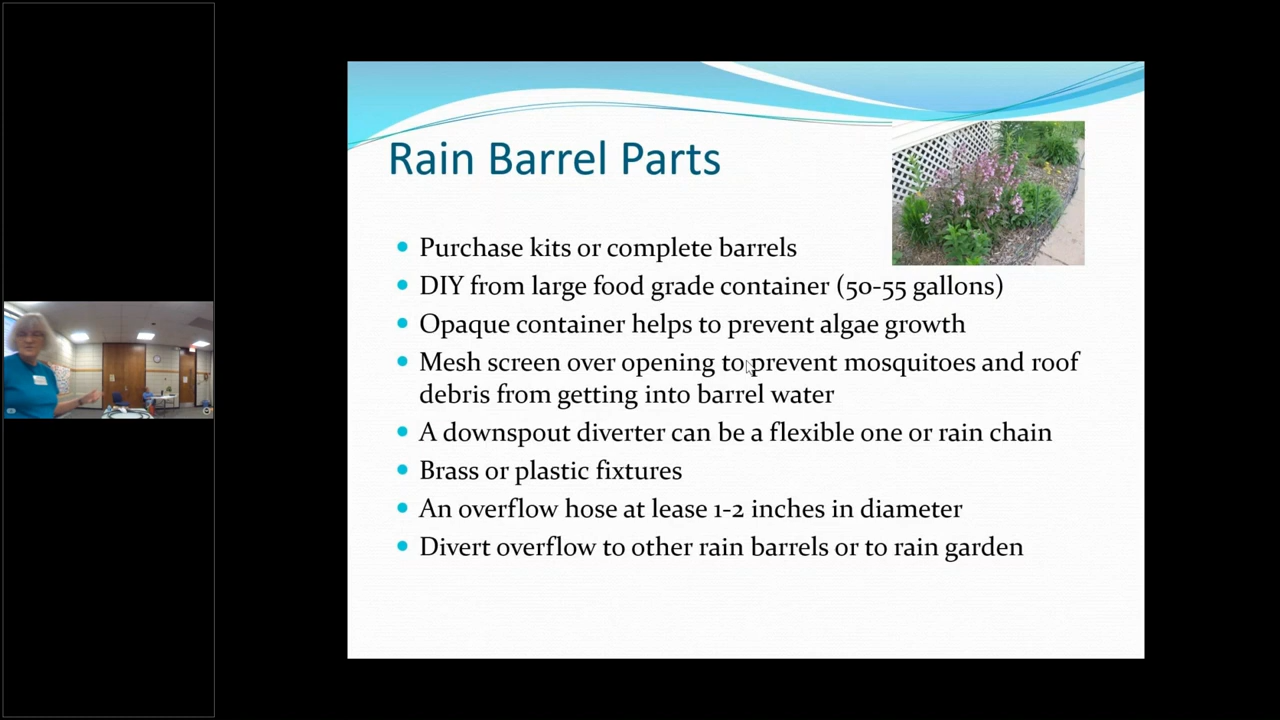 Rain Barrel Parts
Purchase kits or complete barrels
DIY from large food grade container (50-55 gallons)
Opaque container helps to prevent algae growth
Mesh screen over opening to prevent mosquitoes and roof
debris from getting into barrel water
A downspout diverter can be a flexible one or rain chain
Brass or plastic fixtures
An overflow hose at lease 1-2 inches in diameter
Divert overflow to other rain barrels or to rain garden